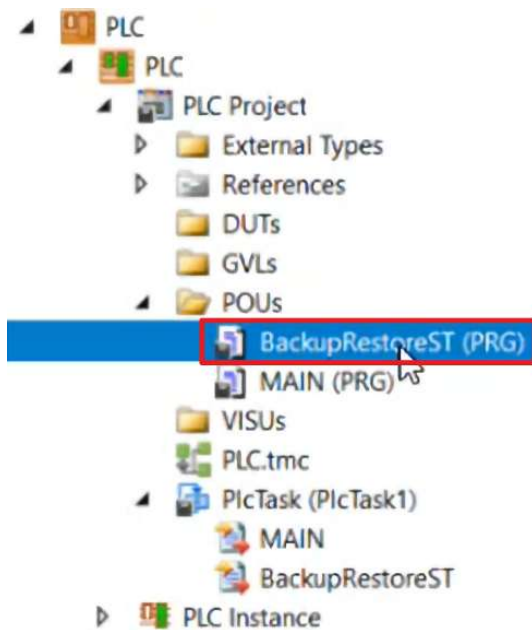 PLC
PLC
PLC Project
External Types
References
DUTs
GVLs
POUs
BackupRestoreST (PRG)
MAIN (PRG)
VISUs
PLC.tmc
PlcTask (PlcTask1)
MAIN
BackupRestoreST
PLC Instance